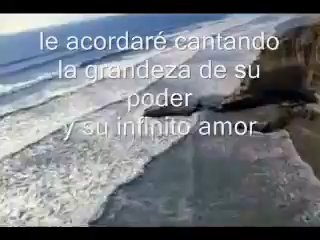 le acordaré cantando
la grandeza de su
poder
y su infinito amor